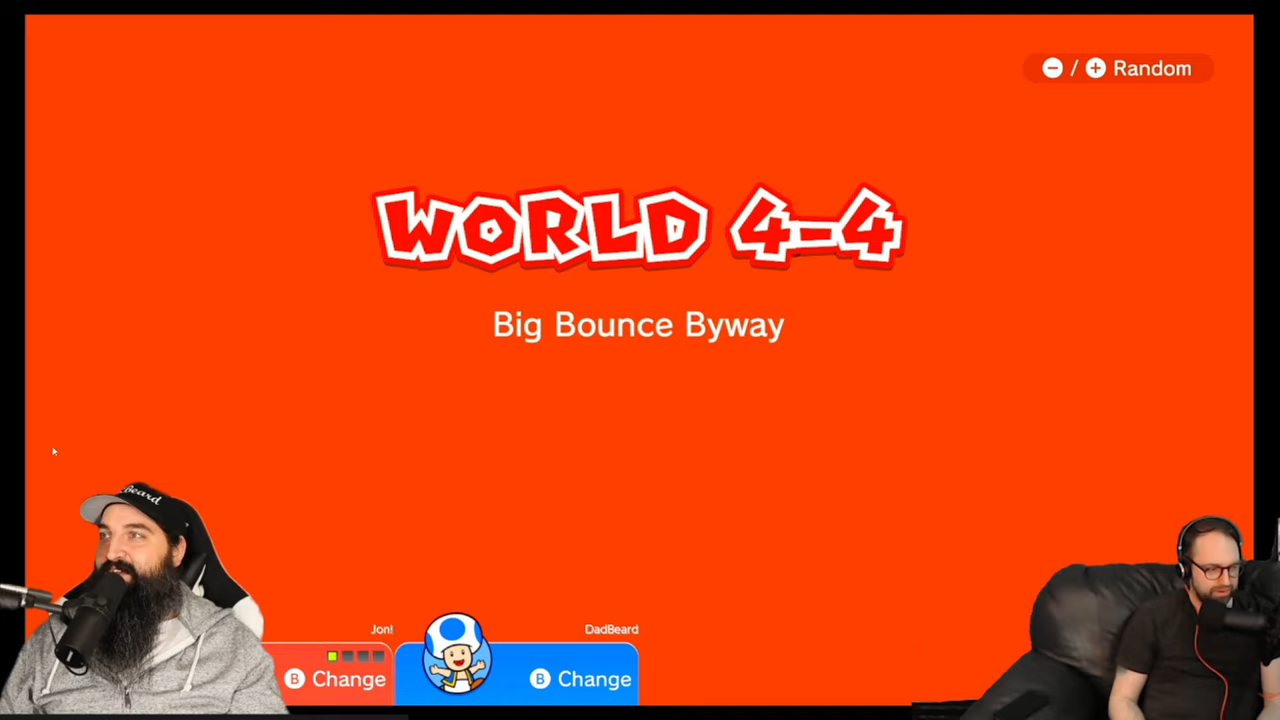 ⊖ / ⊕ Random
WORLD 4-4
Big Bounce Byway
Jon!
B Change
DadBeard
B Change